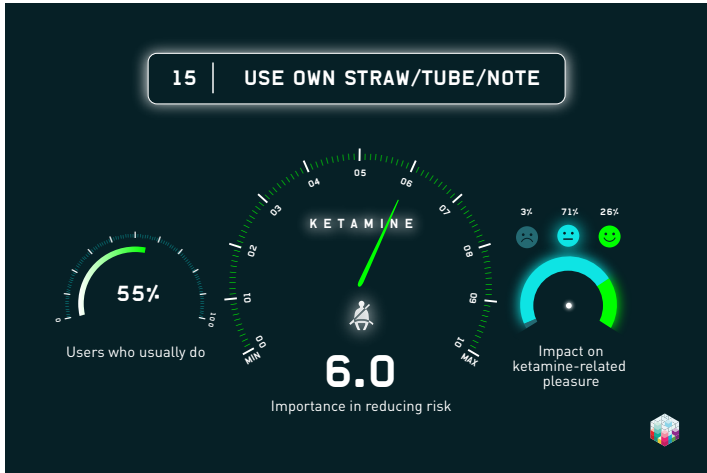 15 | USE OWN STRAW/TUBE/NOTE
KETAMINE
00
01
02
03
04
05
06
07
08
09
10
MIN
MAX
6.0
Importance in reducing risk
0
100
55%
Users who usually do
3% 71% 26%
Impact on
ketamine-related
pleasure